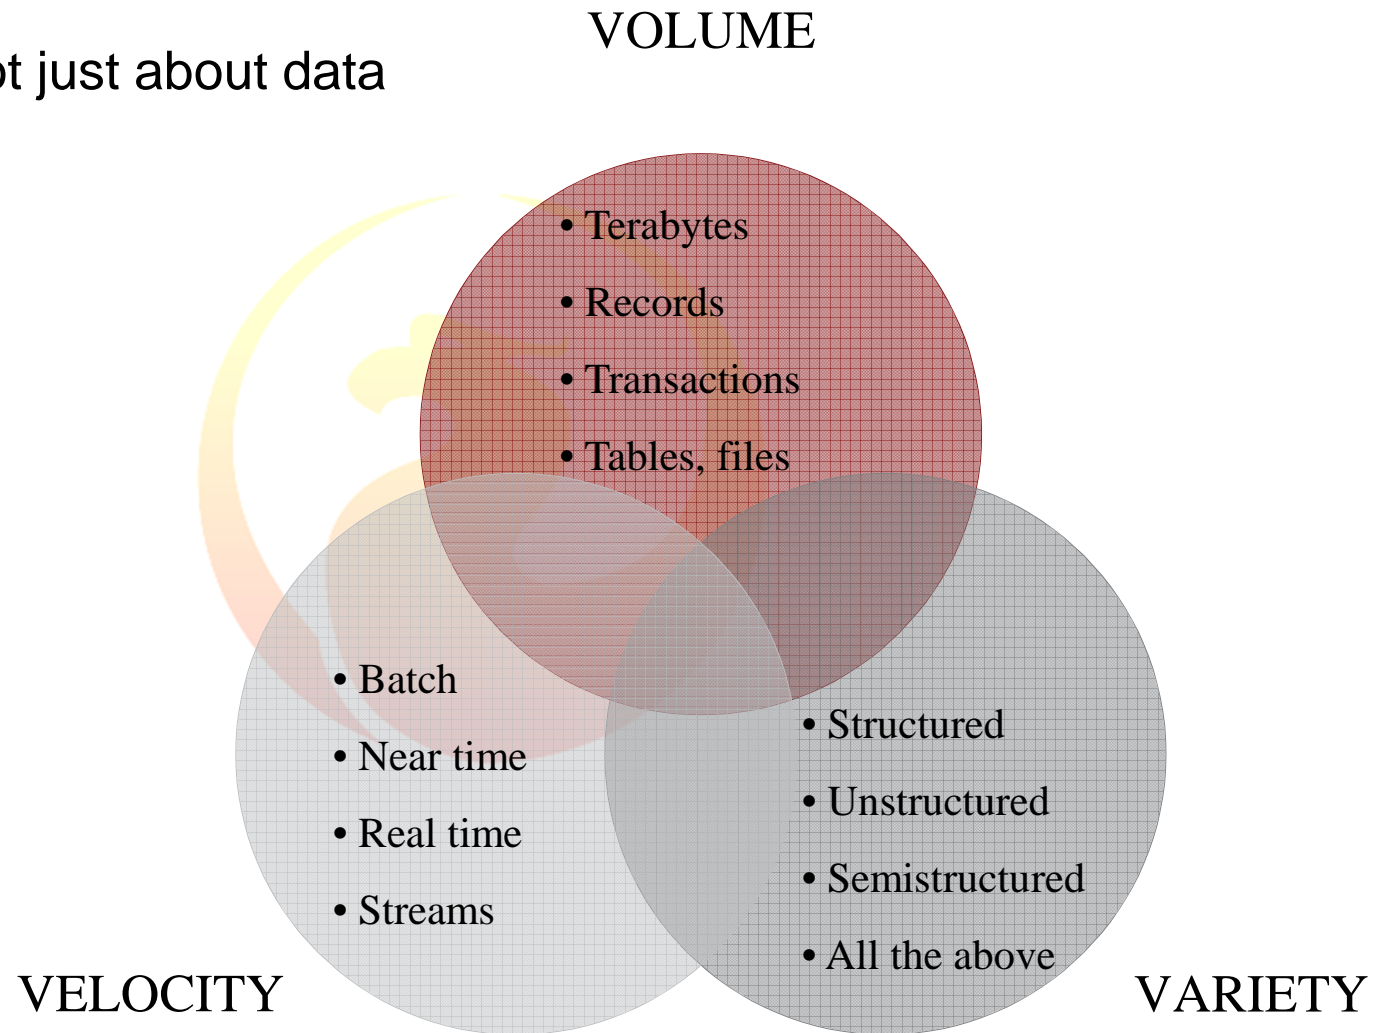 VOLUME
t just about data
• Terabytes
• Records
• Transactions
• Tables, files
• Batch
• Near time
• Real time
• Streams
• Structured
• Unstructured
• Semistructured
• All the above
VELOCITY
VARIETY